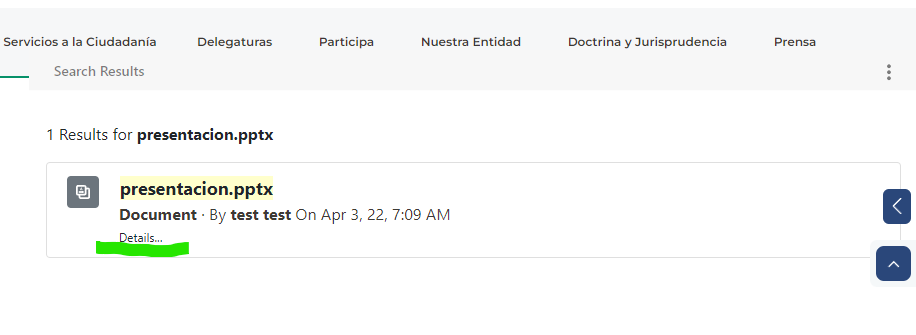 Servicios a la Ciudadanía Delegaturas Participa Nuestra Entidad Doctrina y Jurisprudencia Prensa
Search Results
1 Results for presentacion.pptx
presentacion.pptx
Document · By test test On Apr 3, 22, 7:09 AM
Details...